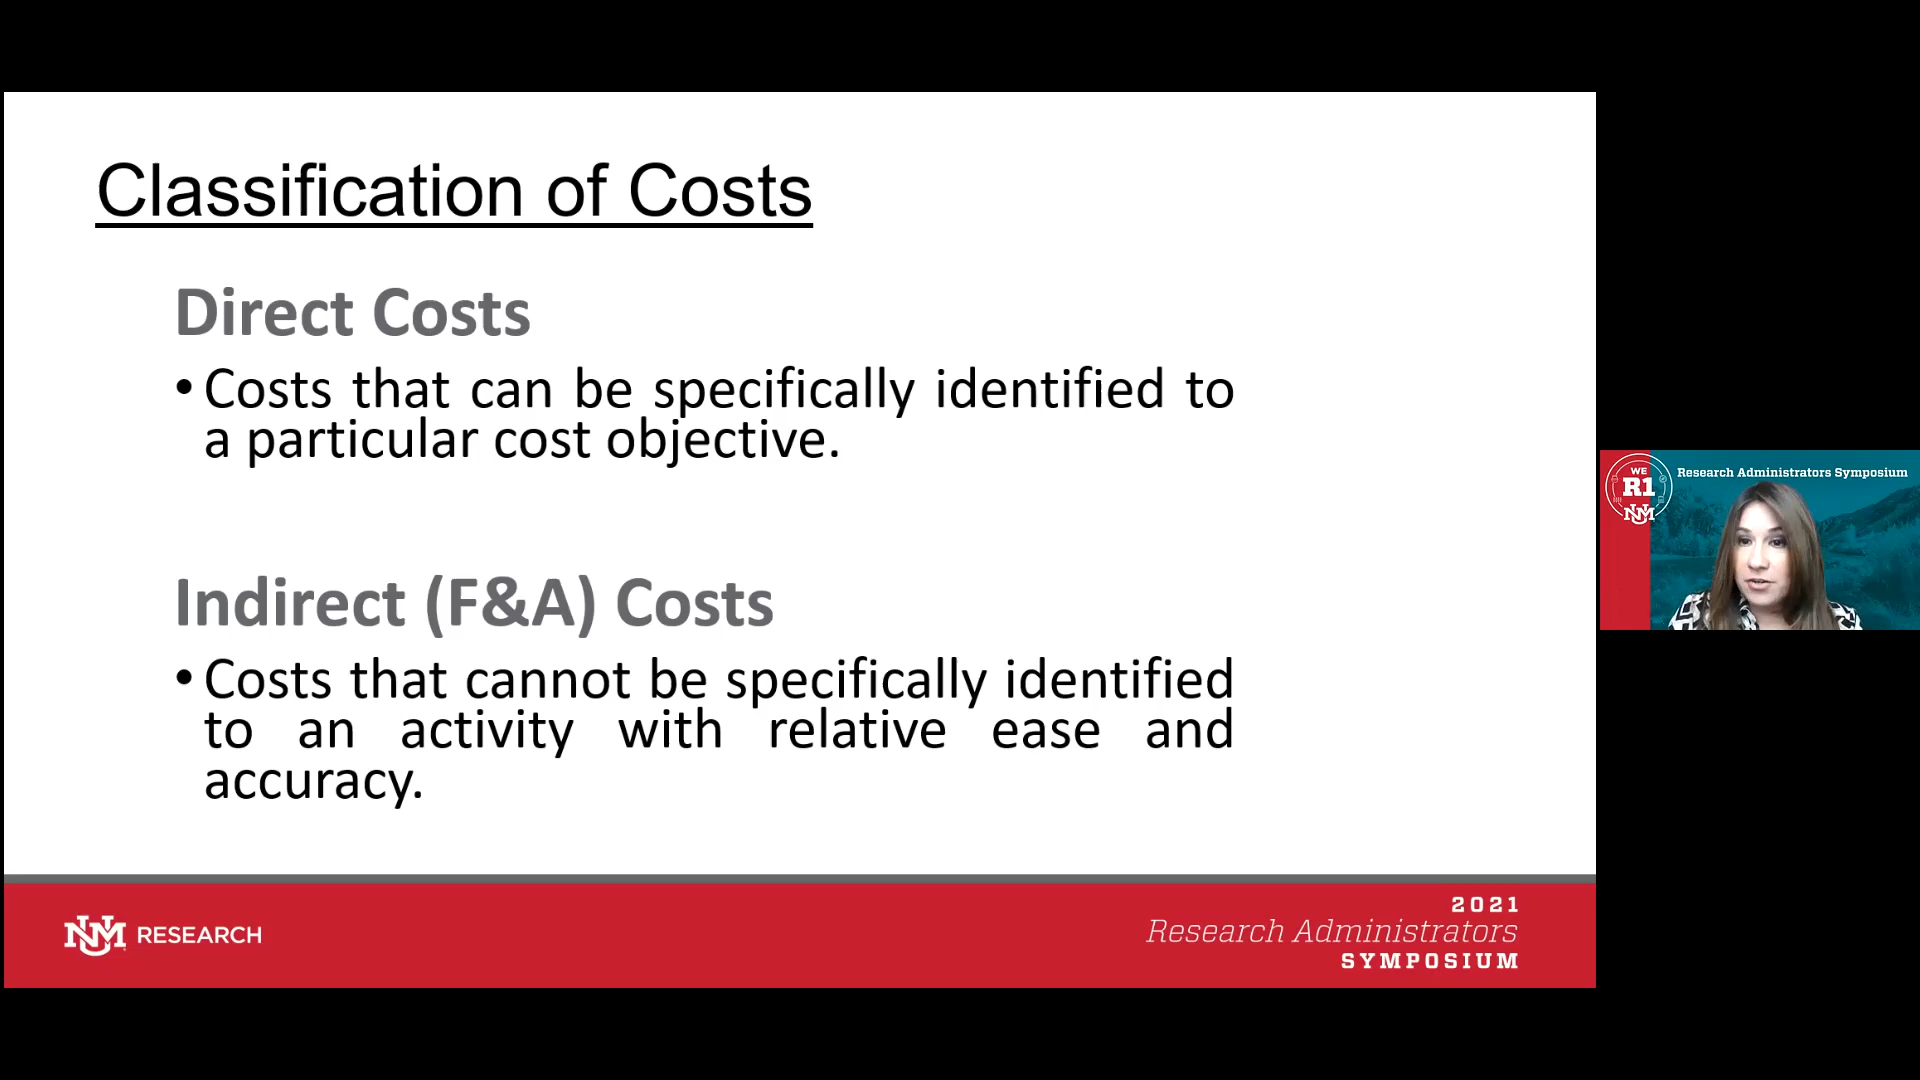 Classification of Costs
Direct Costs
• Costs that can be specifically identified to
a particular cost objective.
Indirect (F&A) Costs
• Costs that cannot be specifically identified
to an activity with relative ease and
accuracy.
NM RESEARCH
2021
Research Administrators
SYMPOSIUM
WE
R1
NM
Research Administrators Symposium